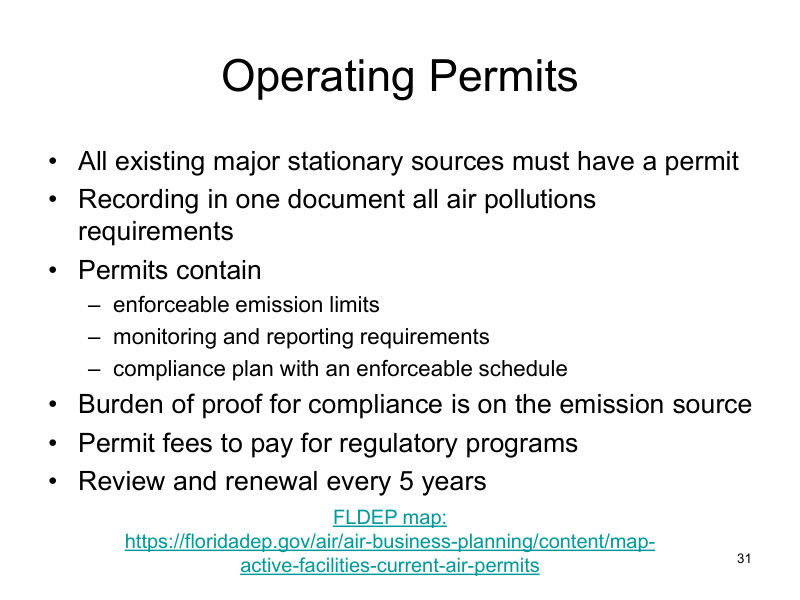 Operating Permits
• All existing major stationary sources must have a permit
• Recording in one document all air pollutions
requirements
• Permits contain
– enforceable emission limits
– monitoring and reporting requirements
– compliance plan with an enforceable schedule
• Burden of proof for compliance is on the emission source
• Permit fees to pay for regulatory programs
• Review and renewal every 5 years
FLDEP map:
https://floridadep.gov/air/air-business-planning/content/map-
active-facilities-current-air-permits
31